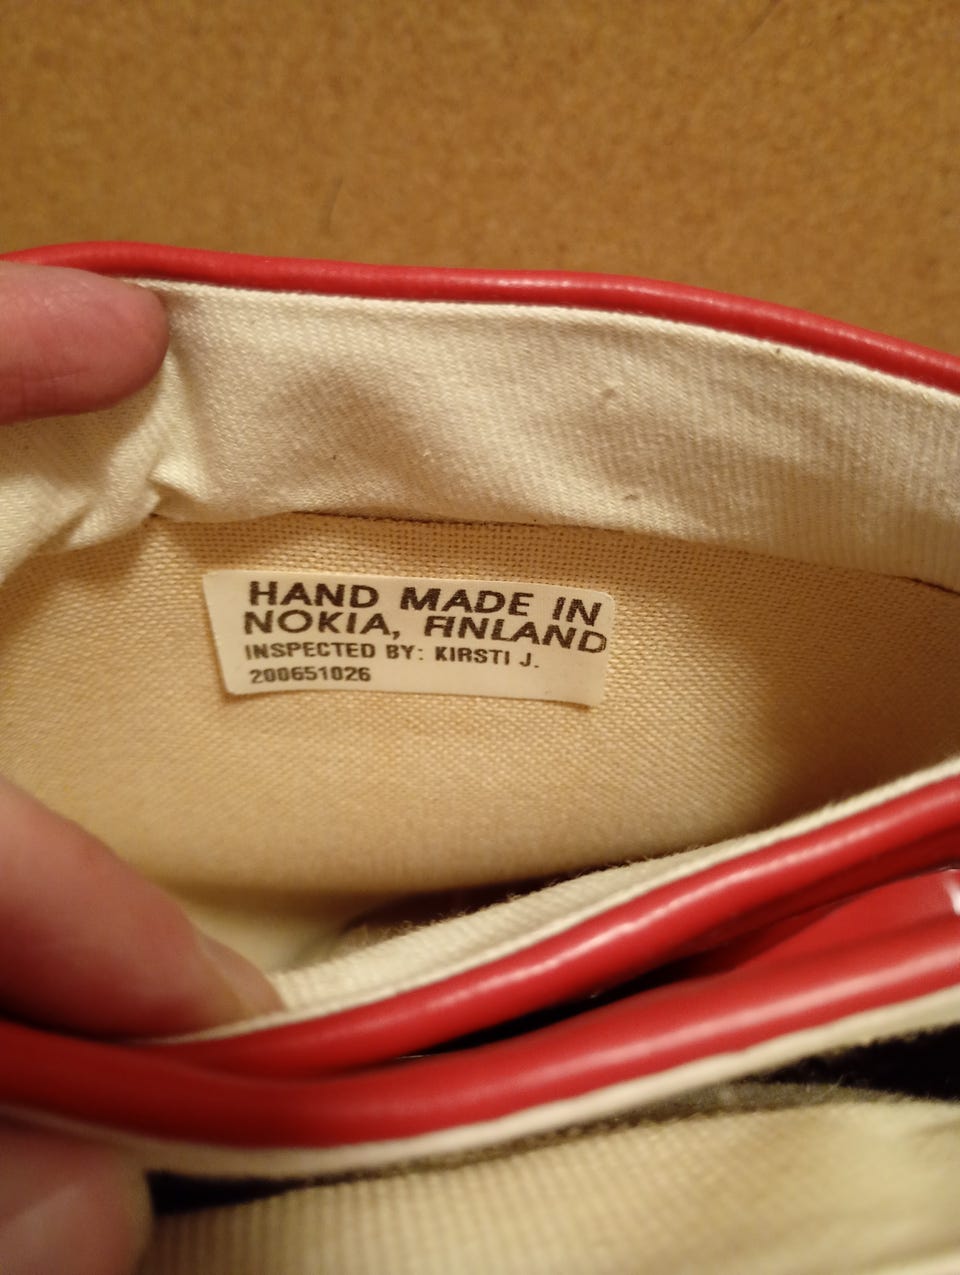 HAND MADE IN
NOKIA, FINLAND
INSPECTED BY: KIRSTI J.
200651026